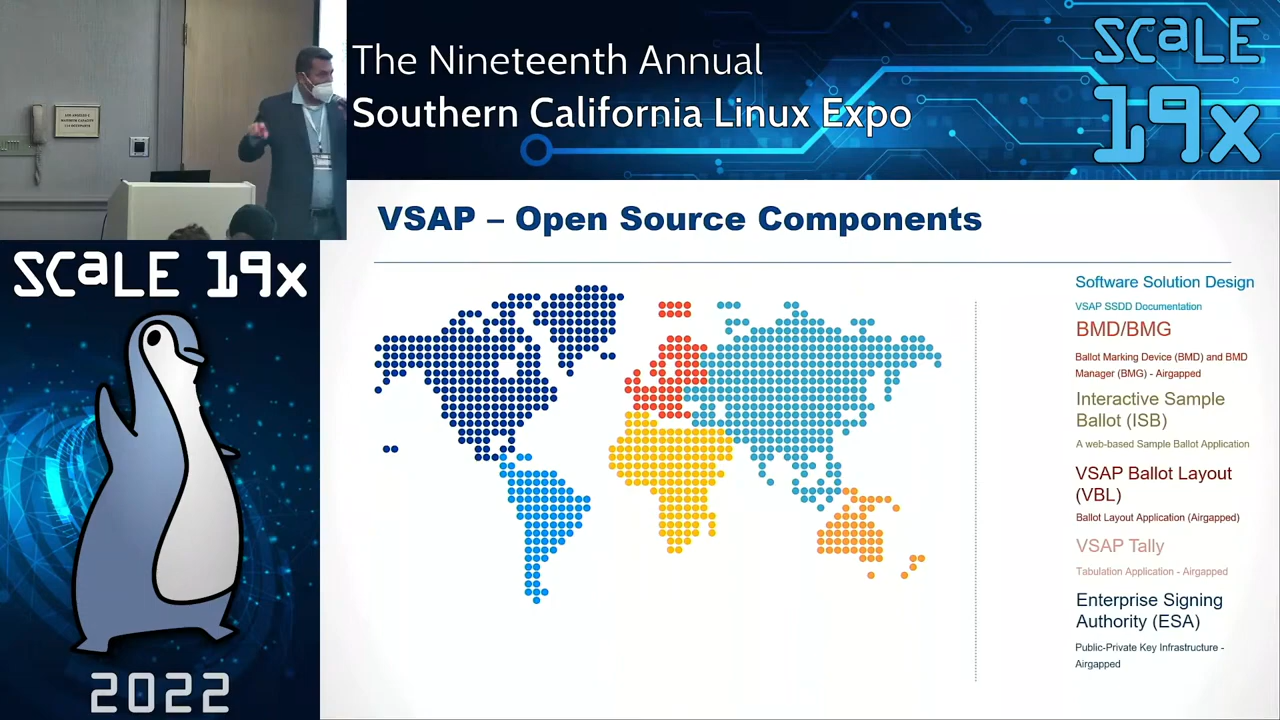 The Nineteenth Annual
Southern California Linux Expo
SCaLE
19x
SCaLE 19x
2022
VSAP – Open Source Components
Software Solution Design
VSAP SSDD Documentation
BMD/BMG
Ballot Marking Device (BMD) and BMD
Manager (BMG) - Airgapped
Interactive Sample
Ballot (ISB)
A web-based Sample Ballot Application
VSAP Ballot Layout
(VBL)
Ballot Layout Application (Airgapped)
VSAP Tally
Tabulation Application - Airgapped
Enterprise Signing
Authority (ESA)
Public-Private Key Infrastructure -
Airgapped